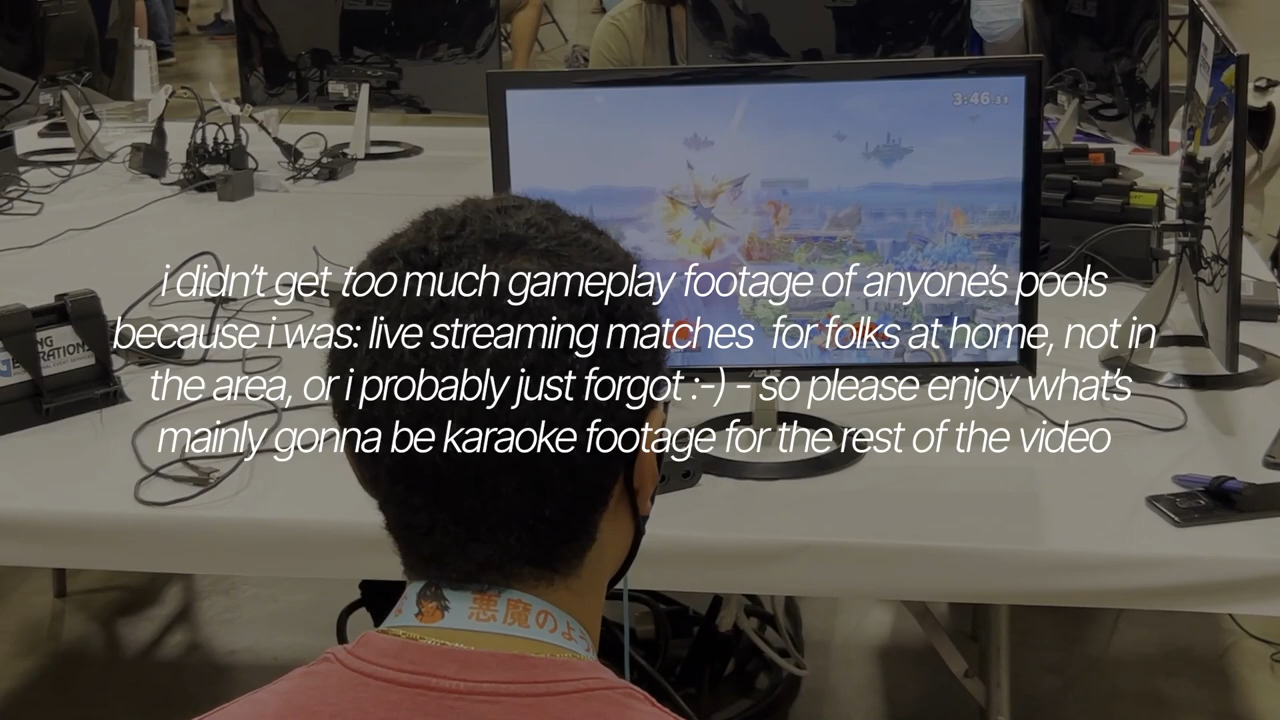 3:46
i didn't get too much gameplay footage of anyone's pools
because i was: live streaming matches for folks at home, not in
the area, or i probably just forgot :-) - so please enjoy what's
mainly gonna be karaoke footage for the rest of the video
ASUS
悪魔のよ